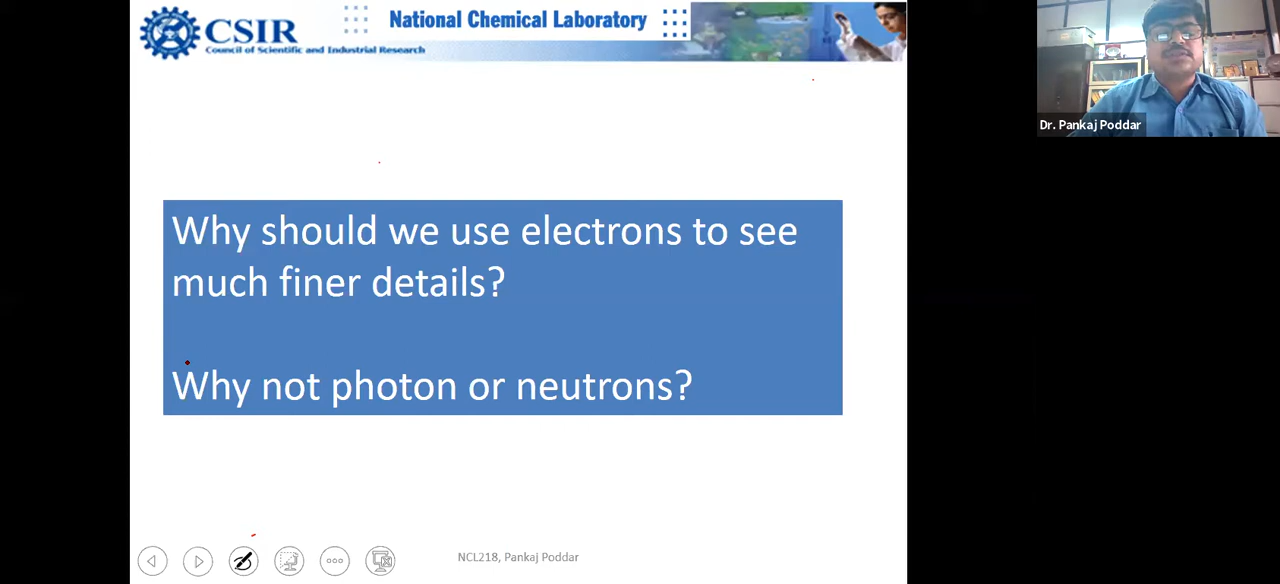 CSIR
Council of Scientific and Industrial Research
National Chemical Laboratory
Dr. Pankaj Poddar
Why should we use electrons to see
much finer details?
Why not photon or neutrons?
NCL218, Pankaj Poddar